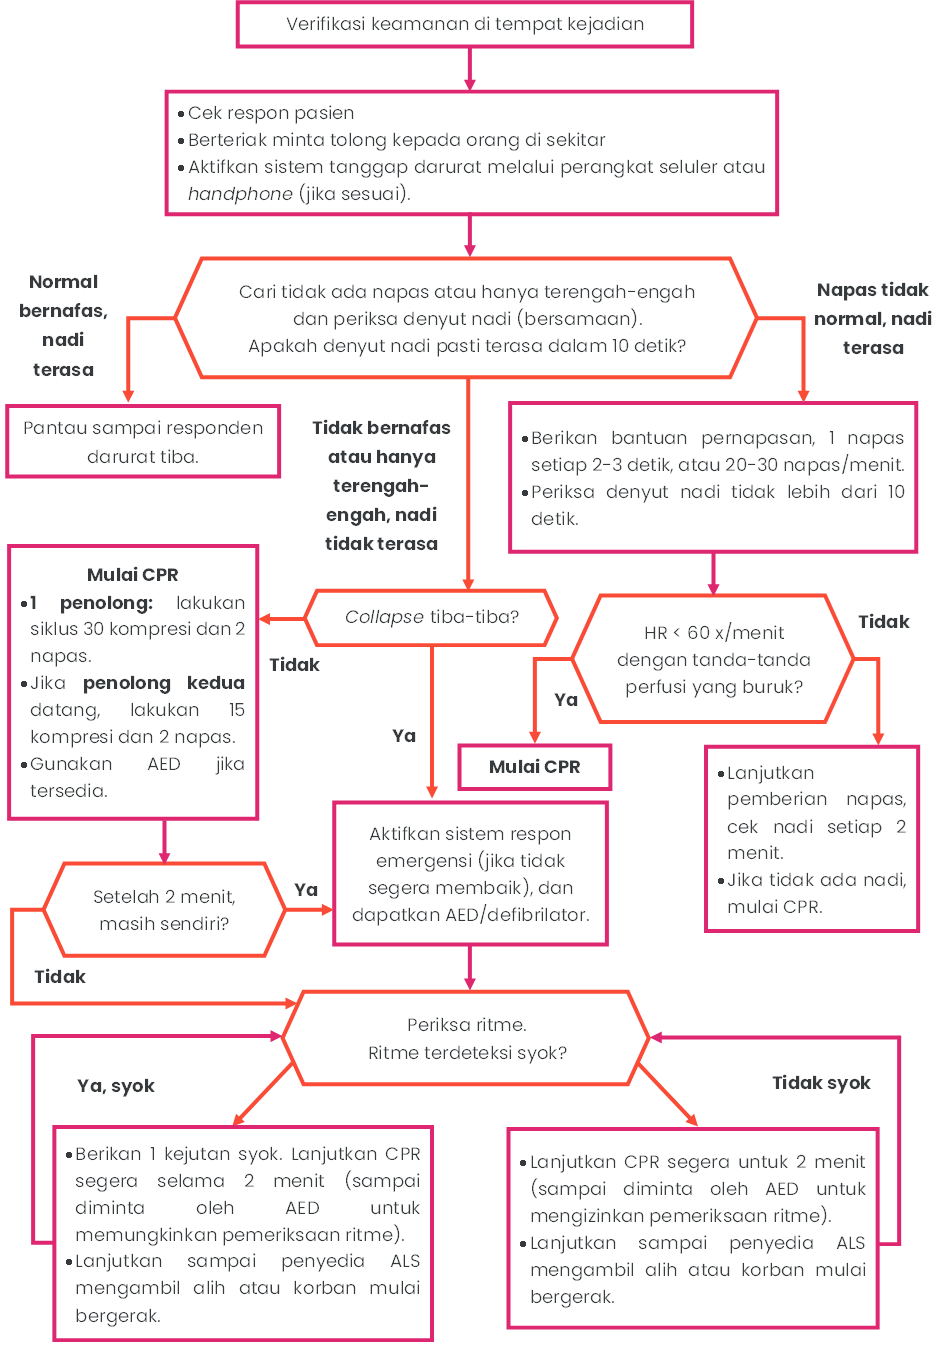 Verifikasi keamanan di tempat kejadian
•Cek respon pasien
•Berteriak minta tolong kepada orang di sekitar
•Aktifkan sistem tanggap darurat melalui perangkat seluler atau
handphone (jika sesuai).
Cari tidak ada napas atau hanya terengah-engah
dan periksa denyut nadi (bersamaan).
Apakah denyut nadi pasti terasa dalam 10 detik?
Normal
bernafas,
nadi
terasa
Napas tidak
normal, nadi
terasa
Pantau sampai responden
darurat tiba.
Tidak bernafas
atau hanya
terengah-
engah, nadi
tidak terasa
•Berikan bantuan pernapasan, 1 napas
setiap 2-3 detik, atau 20-30 napas/menit.
•Periksa denyut nadi tidak lebih dari 10
detik.
Mulai CPR
•1 penolong: lakukan
siklus 30 kompresi dan 2
napas.
•Jika penolong kedua
datang, lakukan 15
kompresi dan 2 napas.
•Gunakan AED jika
tersedia.
Collapse tiba-tiba?
Tidak
Ya
HR < 60 x/menit
dengan tanda-tanda
perfusi yang buruk?
Tidak
Ya
Mulai CPR
•Lanjutkan
pemberian napas,
cek nadi setiap 2
menit.
•Jika tidak ada nadi,
mulai CPR.
Aktifkan sistem respon
emergensi (jika tidak
segera membaik), dan
dapatkan AED/defibrilator.
Setelah 2 menit,
masih sendiri?
Ya
Tidak
Periksa ritme.
Ritme terdeteksi syok?
Ya, syok
Tidak syok
•Berikan 1 kejutan syok. Lanjutkan CPR
segera selama 2 menit (sampai
diminta oleh AED untuk
memungkinkan pemeriksaan ritme).
•Lanjutkan sampai penyedia ALS
mengambil alih atau korban mulai
bergerak.
•Lanjutkan CPR segera untuk 2 menit
(sampai diminta oleh AED untuk
mengizinkan pemeriksaan ritme).
•Lanjutkan sampai penyedia ALS
mengambil alih atau korban mulai
bergerak.